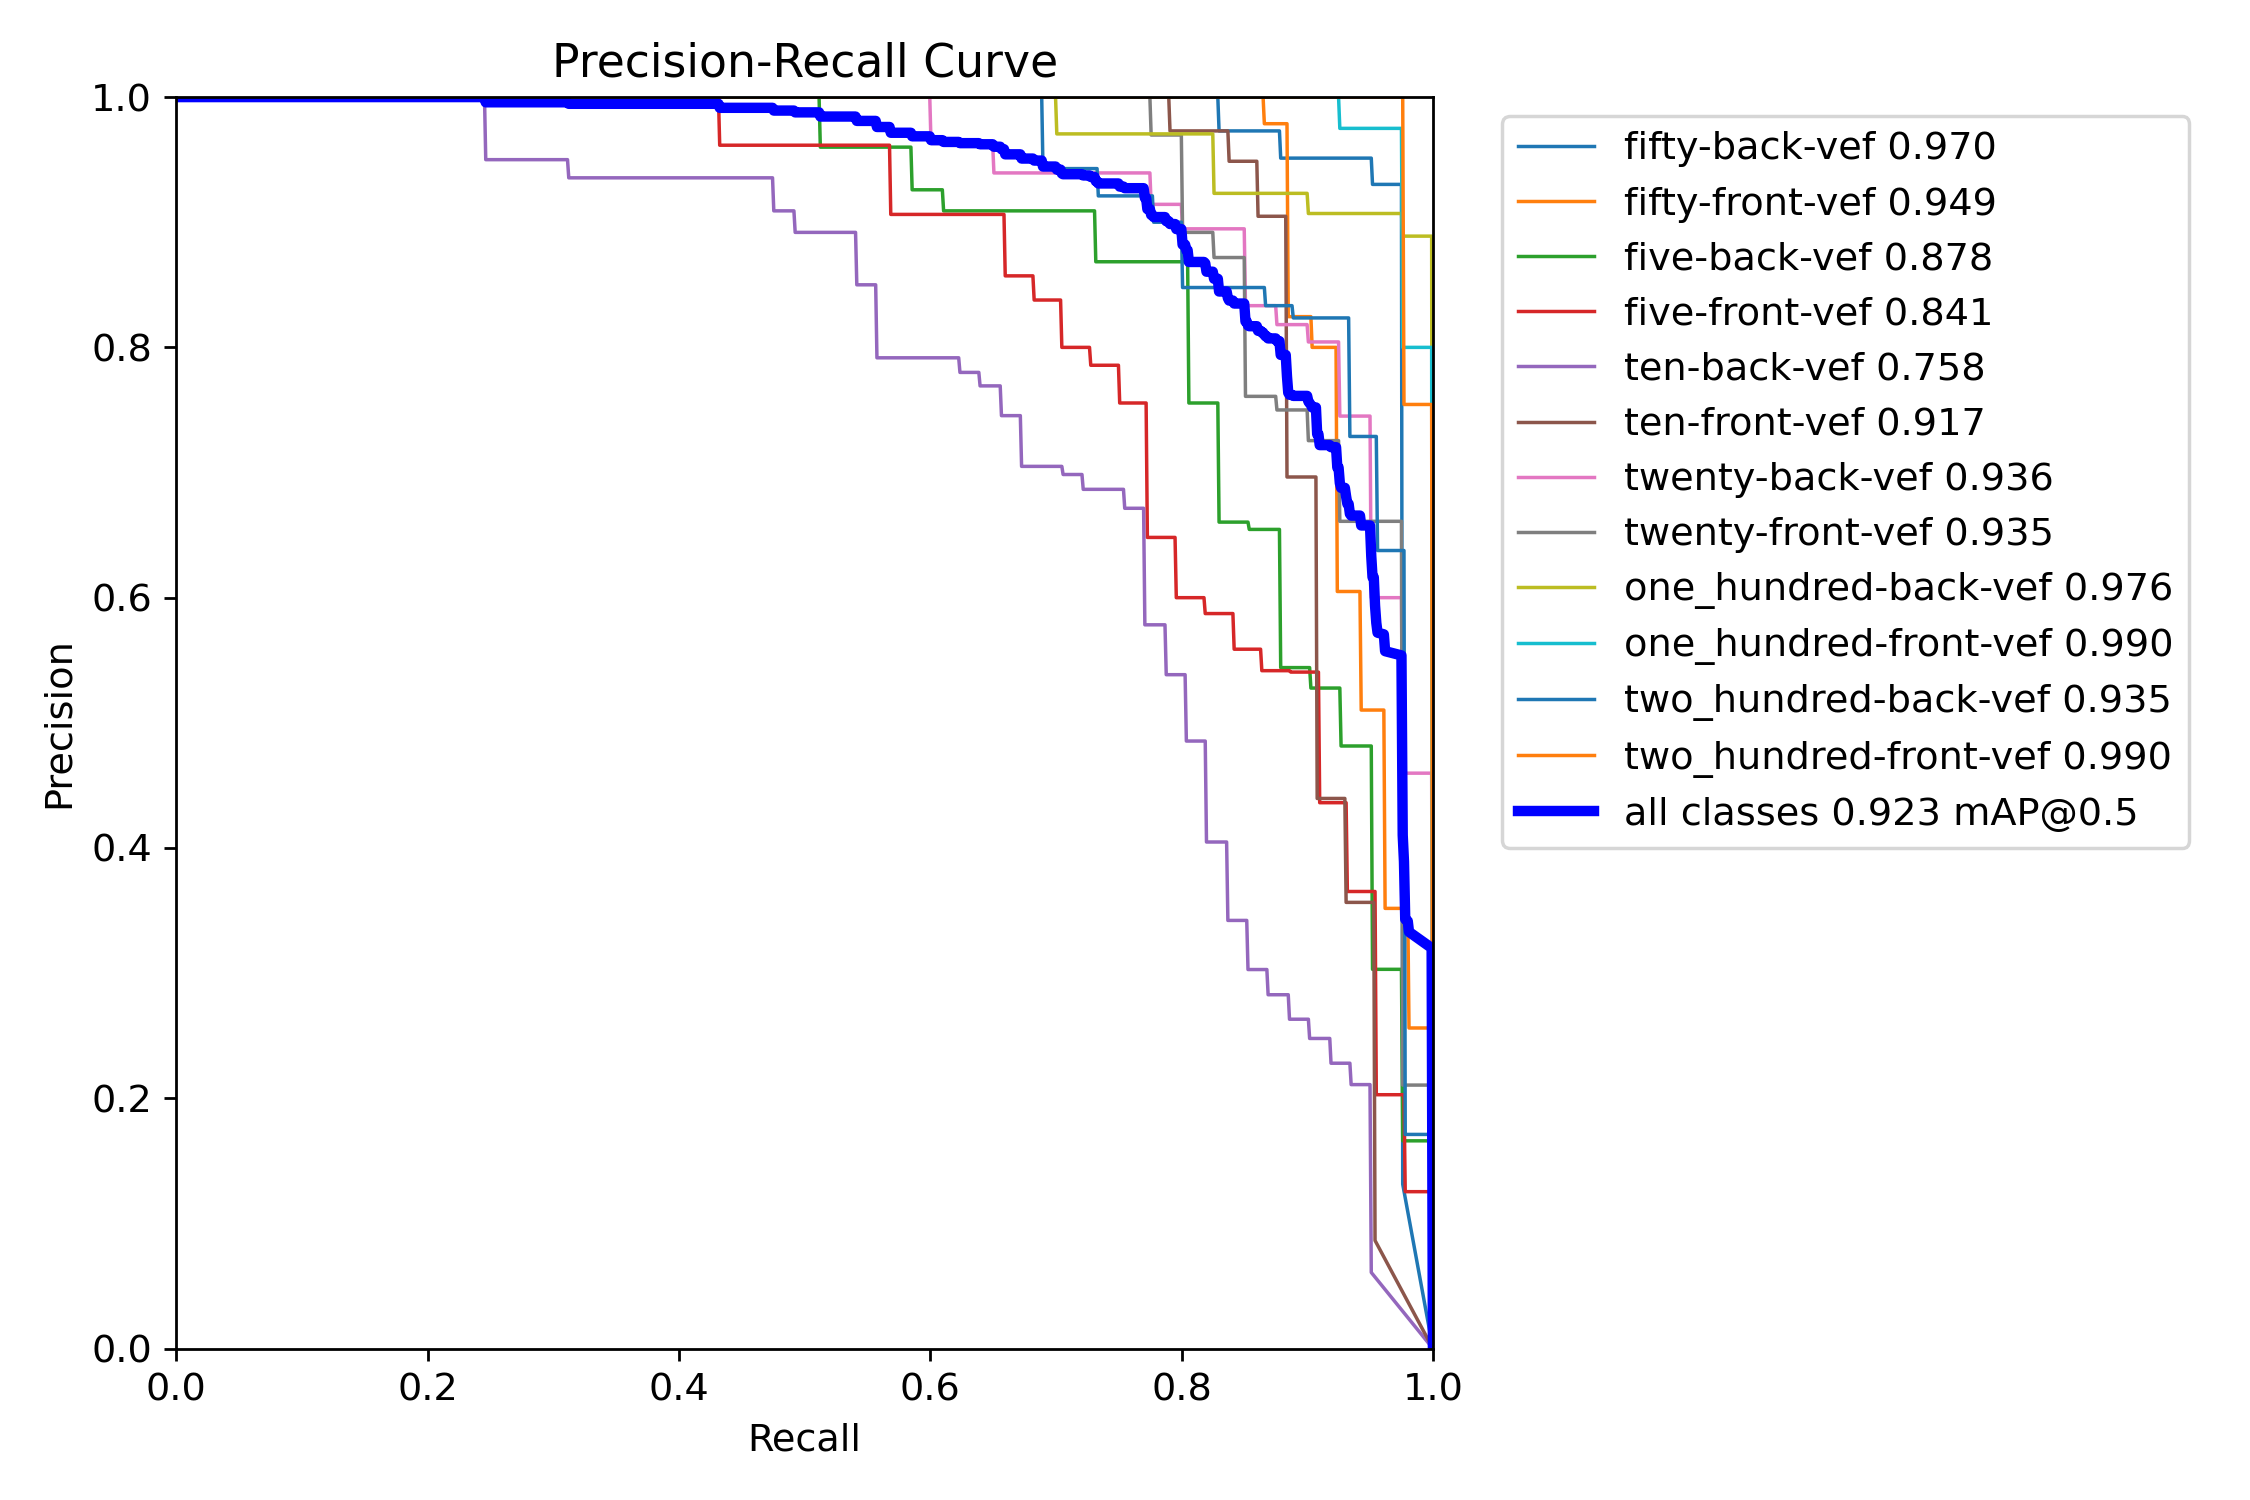 Precision-Recall Curve
1.0
0.8
0.6
0.4
0.2
0.0
Precision
0.0 0.2 0.4 0.6 0.8 1.0
Recall
fifty-back-vef 0.970
fifty-front-vef 0.949
five-back-vef 0.878
five-front-vef 0.841
ten-back-vef 0.758
ten-front-vef 0.917
twenty-back-vef 0.936
twenty-front-vef 0.935
one_hundred-back-vef 0.976
one_hundred-front-vef 0.990
two_hundred-back-vef 0.935
two_hundred-front-vef 0.990
all classes 0.923 mAP@0.5